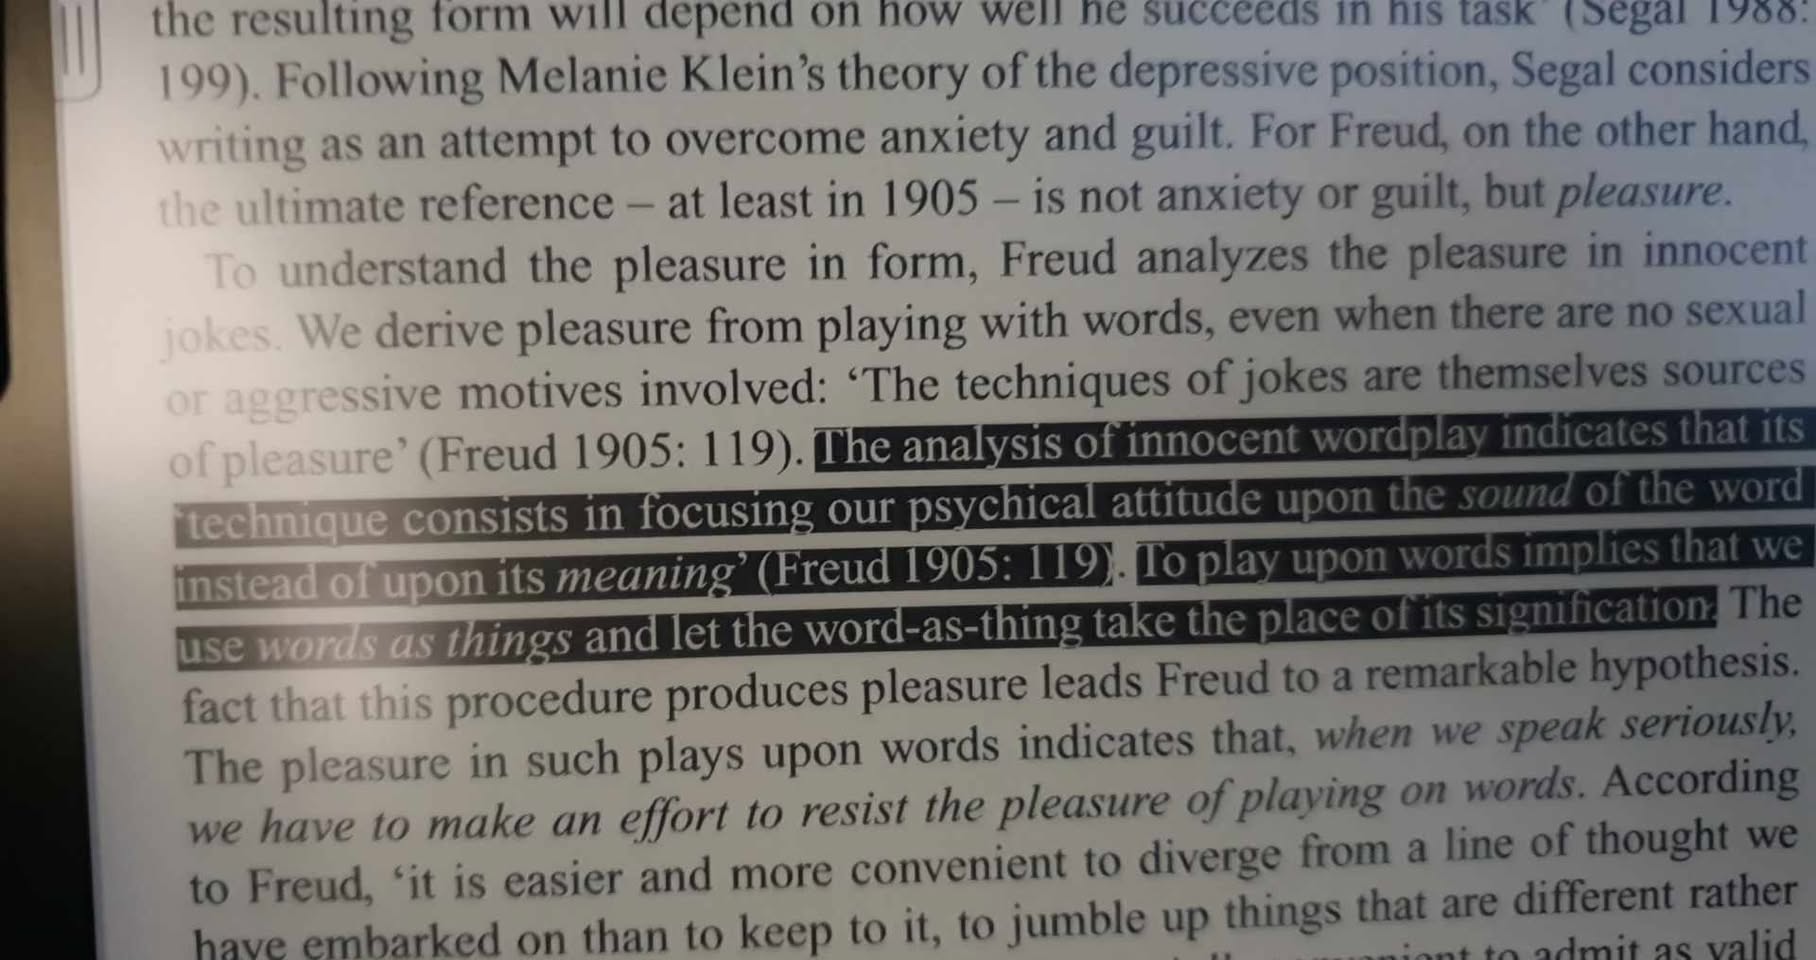 the resulting form will depend on how well he succeeds in his task’ (Segal 1988:
199). Following Melanie Klein’s theory of the depressive position, Segal considers
writing as an attempt to overcome anxiety and guilt. For Freud, on the other hand,
the ultimate reference – at least in 1905 – is not anxiety or guilt, but pleasure.
To understand the pleasure in form, Freud analyzes the pleasure in innocent
jokes. We derive pleasure from playing with words, even when there are no sexual
or aggressive motives involved: ‘The techniques of jokes are themselves sources
of pleasure’ (Freud 1905: 119). The analysis of innocent wordplay indicates that its
‘technique consists in focusing our psychical attitude upon the sound of the word
instead of upon its meaning’ (Freud 1905: 119). To play upon words implies that we
use words as things and let the word-as-thing take the place of its signification. The
fact that this procedure produces pleasure leads Freud to a remarkable hypothesis.
The pleasure in such plays upon words indicates that, when we speak seriously,
we have to make an effort to resist the pleasure of playing on words. According
to Freud, ‘it is easier and more convenient to diverge from a line of thought we
have embarked on than to keep to it, to jumble up things that are different rather
to admit as valid